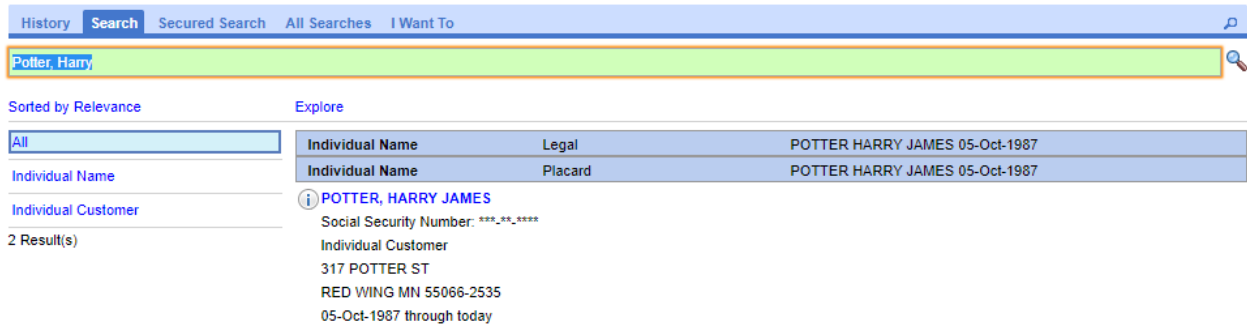 History Search Secured Search All Searches I Want To
Potter, Harry
Sorted by Relevance
All
Individual Name
Individual Customer
2 Result(s)
Explore
Individual Name Legal POTTER HARRY JAMES 05-Oct-1987
Individual Name Placard POTTER HARRY JAMES 05-Oct-1987
i POTTER, HARRY JAMES
Social Security Number: ***-**-****
Individual Customer
317 POTTER ST
RED WING MN 55066-2535
05-Oct-1987 through today